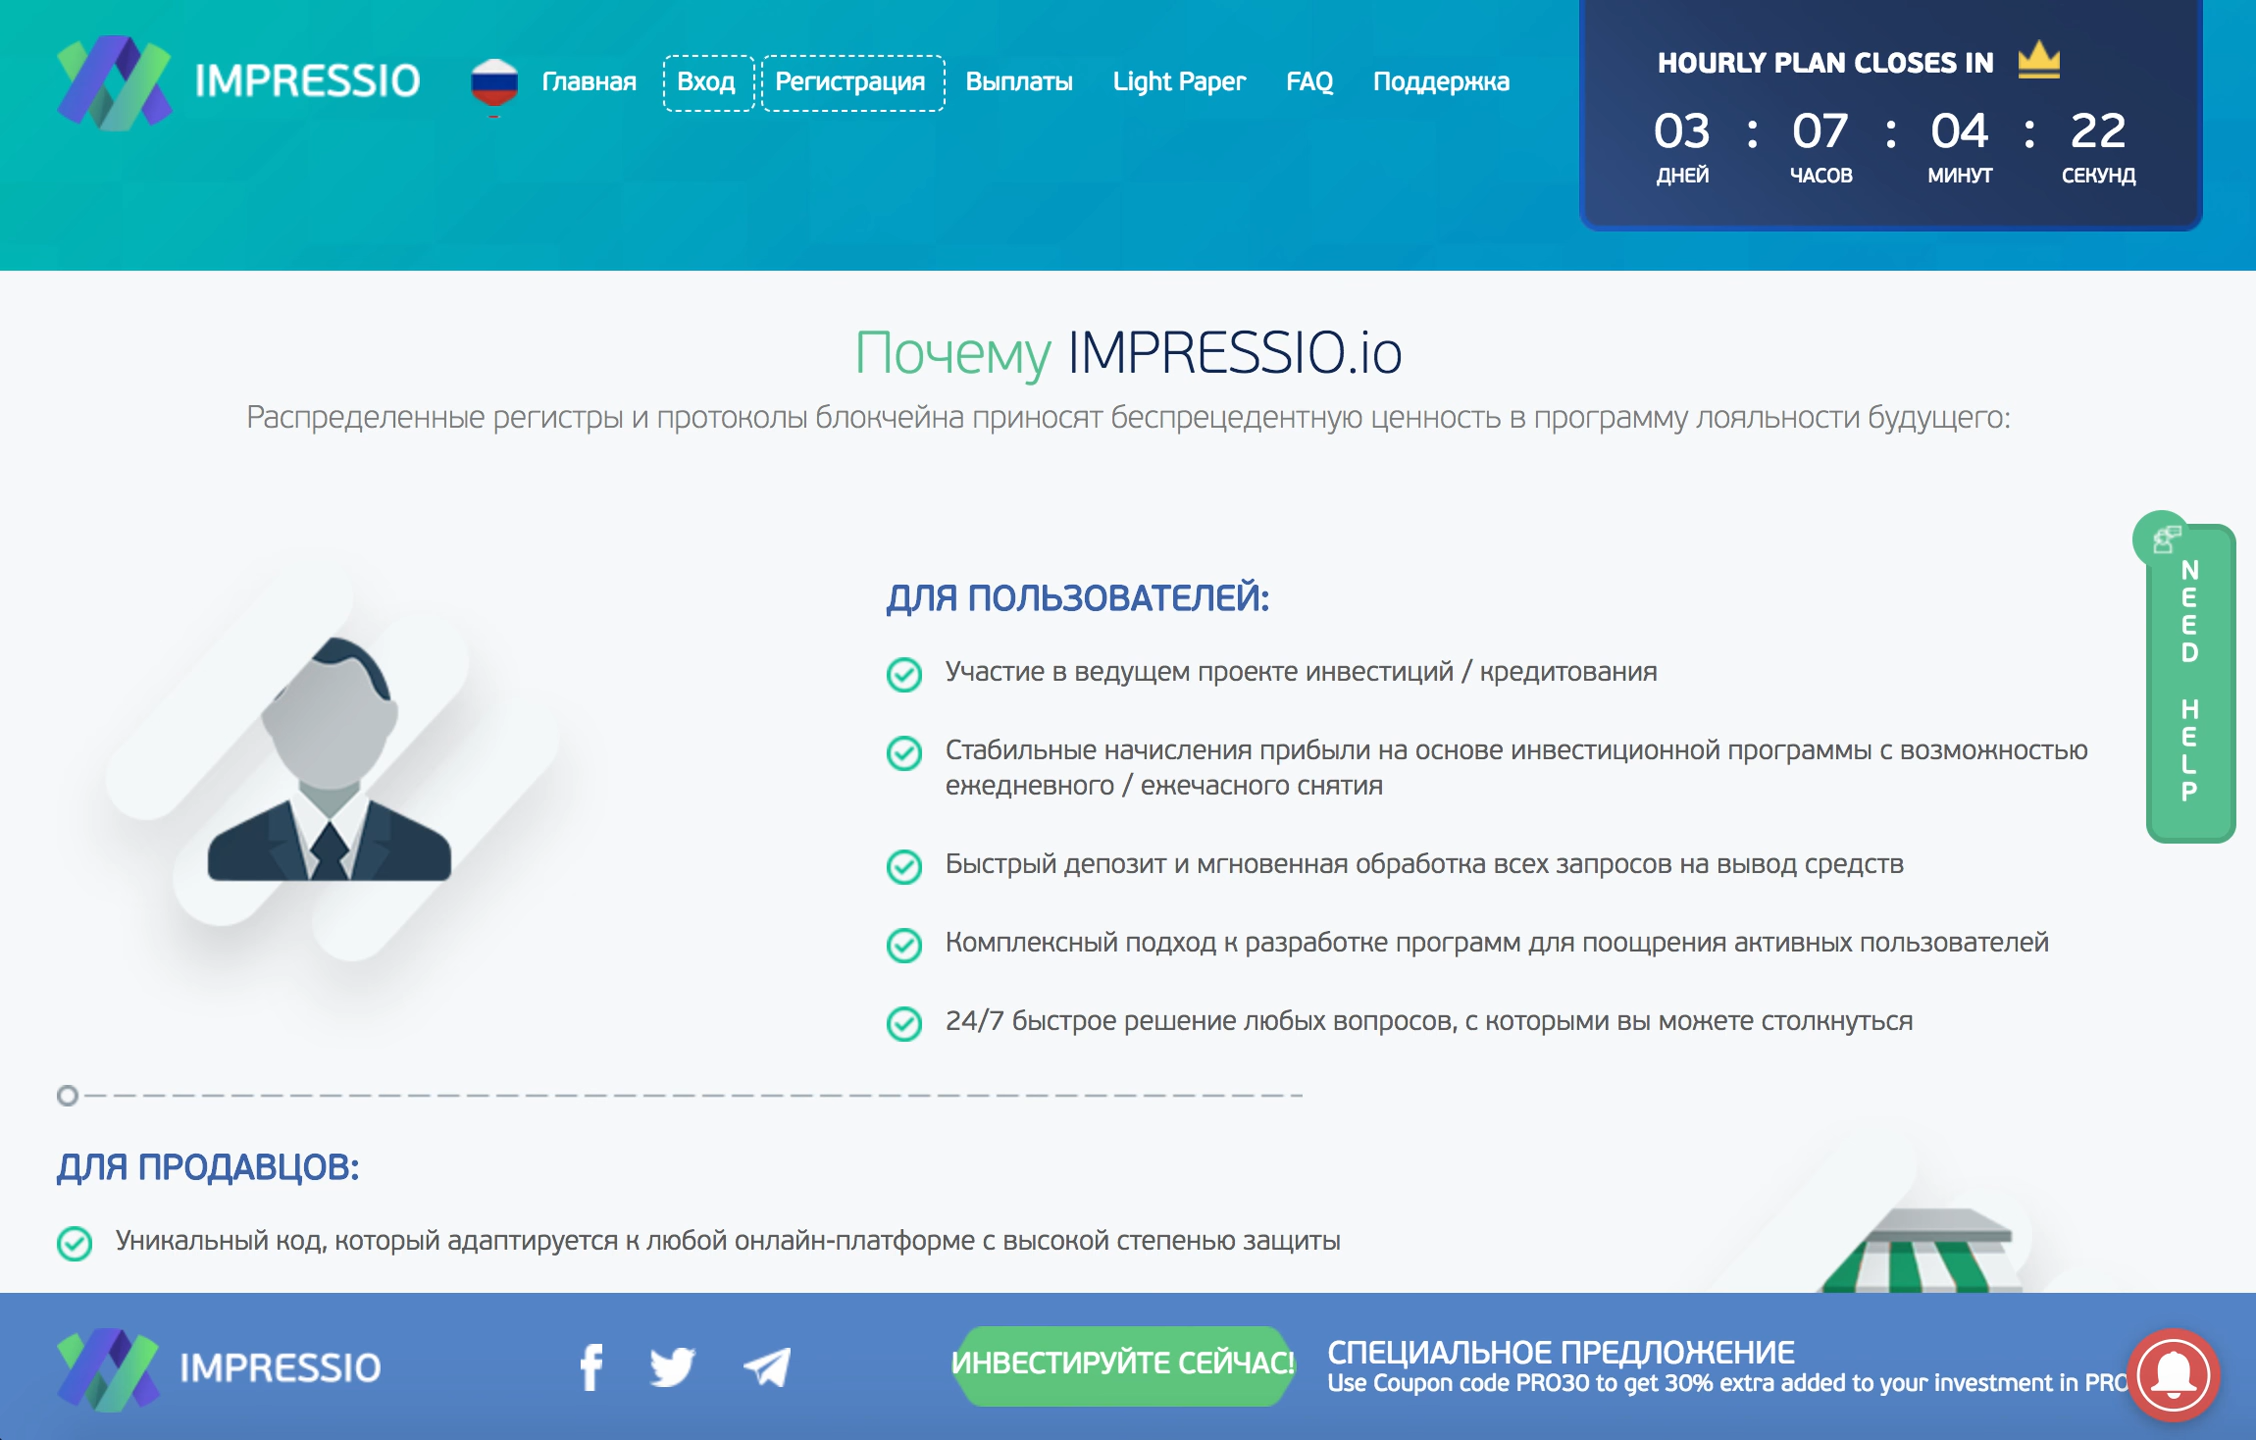 IMPRESSIO
Главная
Вход
Регистрация
Выплаты
Light Paper
FAQ
Поддержка
HOURLY PLAN CLOSES IN
03 : 07 : 04 : 22
ДНЕЙ ЧАСОВ МИНУТ СЕКУНД
Почему IMPRESSIO.io
Распределенные регистры и протоколы блокчейна приносят беспрецедентную ценность в программу лояльности будущего:
ДЛЯ ПОЛЬЗОВАТЕЛЕЙ:
Участие в ведущем проекте инвестиций / кредитования
Стабильные начисления прибыли на основе инвестиционной программы с возможностью
ежедневного / ежечасного снятия
Быстрый депозит и мгновенная обработка всех запросов на вывод средств
Комплексный подход к разработке программ для поощрения активных пользователей
24/7 быстрое решение любых вопросов, с которыми вы можете столкнуться
NEED HELP
ДЛЯ ПРОДАВЦОВ:
Уникальный код, который адаптируется к любой онлайн-платформе с высокой степенью защиты
IMPRESSIO
ИНВЕСТИРУЙТЕ СЕЙЧАС!
СПЕЦИАЛЬНОЕ ПРЕДЛОЖЕНИЕ
Use Coupon code PRO30 to get 30% extra added to your investment in PRO